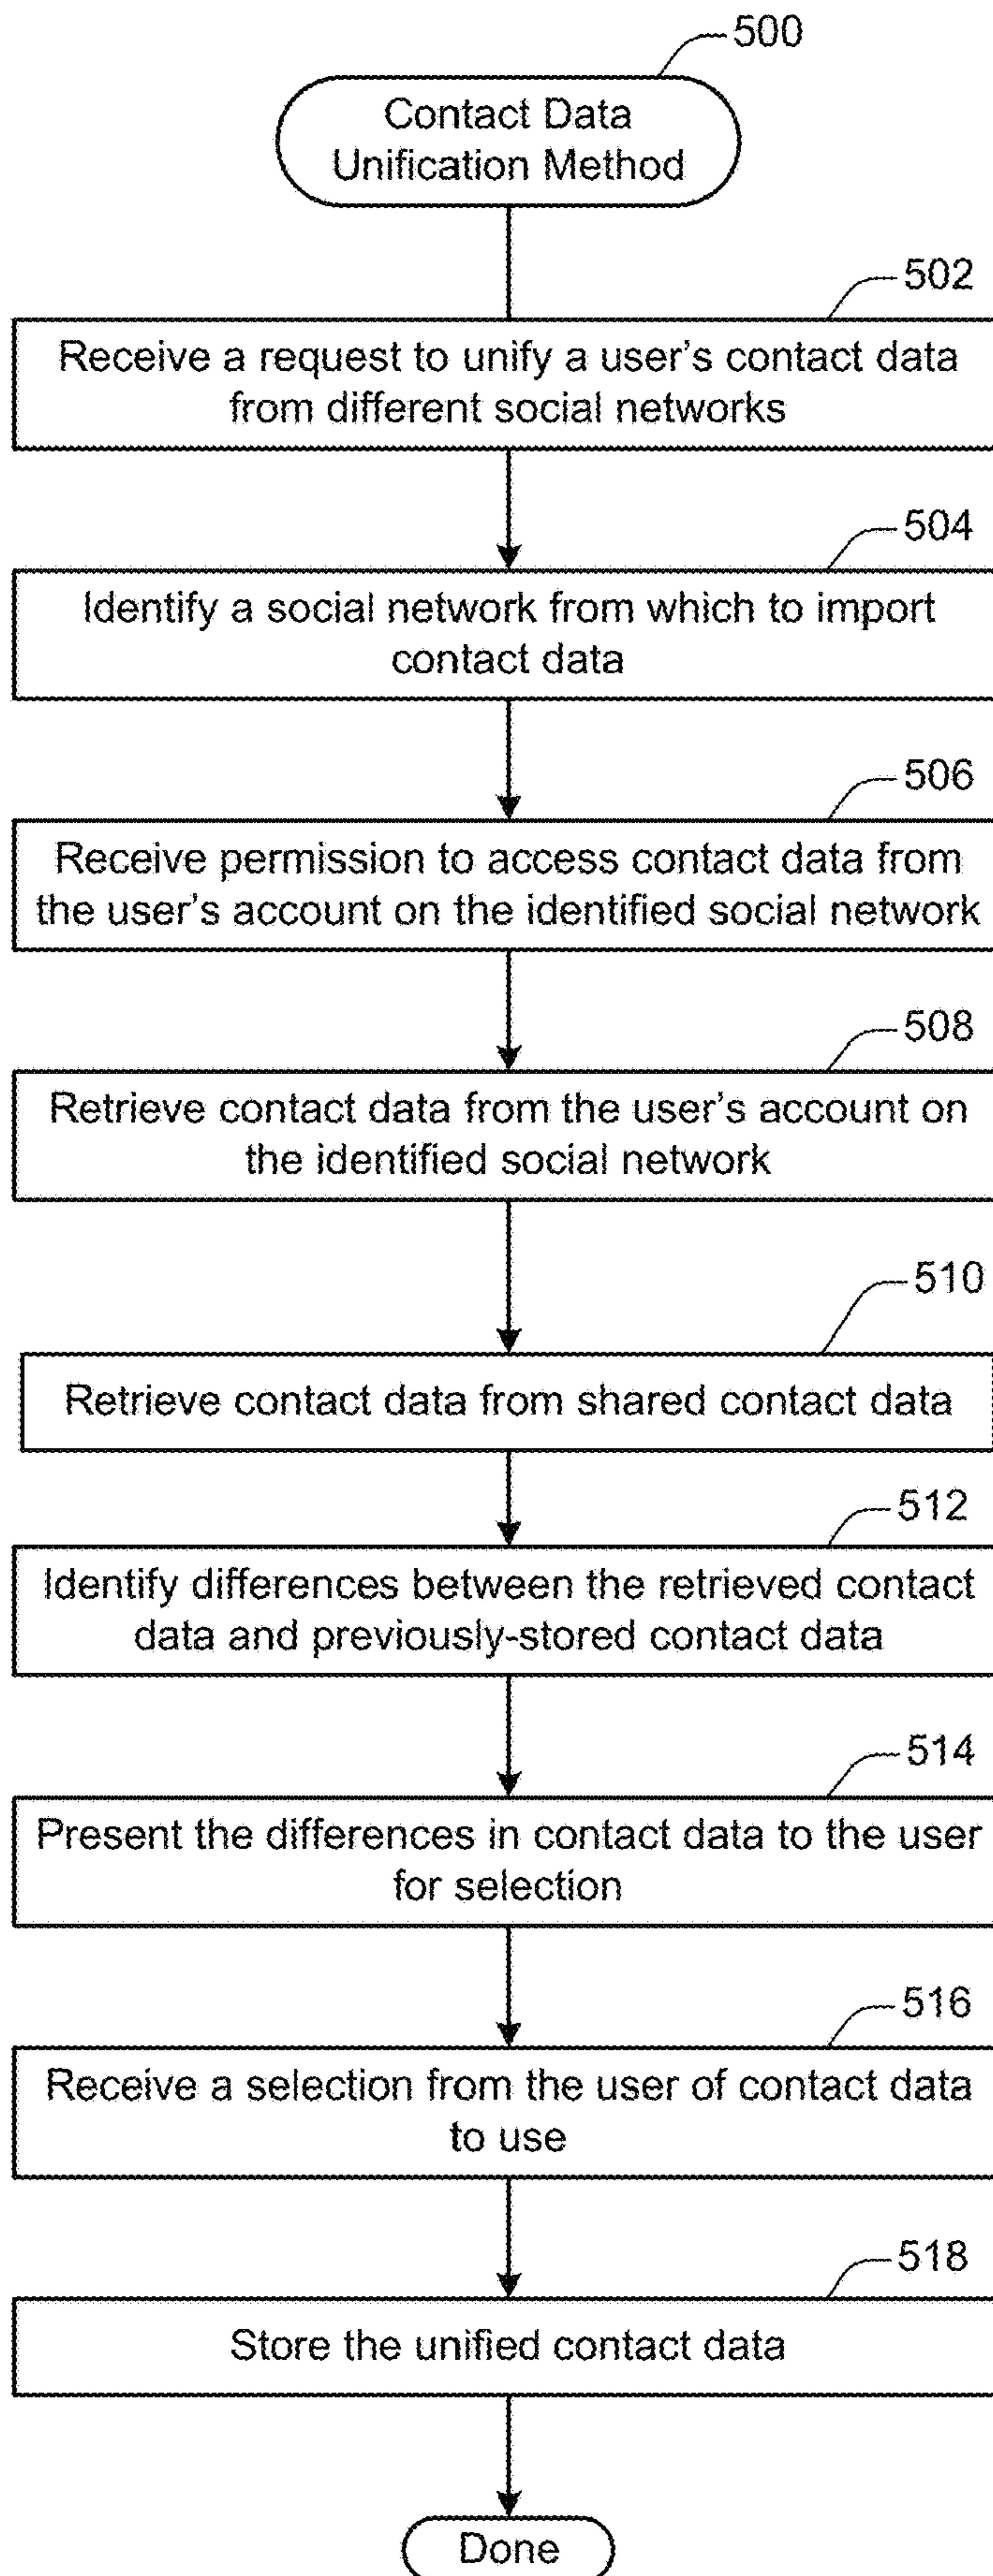 500
Contact Data
Unification Method
502
Receive a request to unify a user's contact data
from different social networks
504
Identify a social network from which to import
contact data
506
Receive permission to access contact data from
the user's account on the identified social network
508
Retrieve contact data from the user's account on
the identified social network
510
Retrieve contact data from shared contact data
512
Identify differences between the retrieved contact
data and previously-stored contact data
514
Present the differences in contact data to the user
for selection
516
Receive a selection from the user of contact data
to use
518
Store the unified contact data
Done